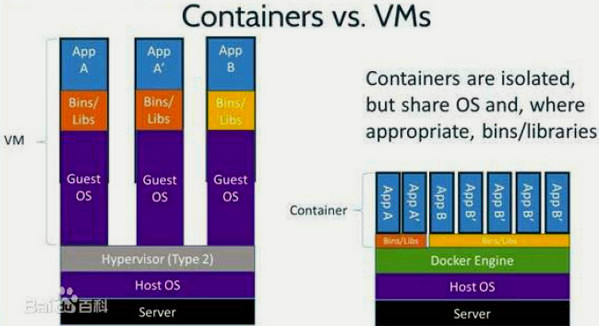 Containers vs. VMs
App
A
App
A'
App
B
Bins/
Libs
Bins/
Libs
Bins/
Libs
VM
Guest
OS
Guest
OS
Guest
OS
Hypervisor (Type 2)
Host OS
Server
Containers are isolated,
but share OS and, where
appropriate, bins/libraries
Container
App A
App A'
App B
App B'
App B'
App B'
App B'
Bins/Libs
Bins/Libs
Docker Engine
Host OS
Server
Bai百科